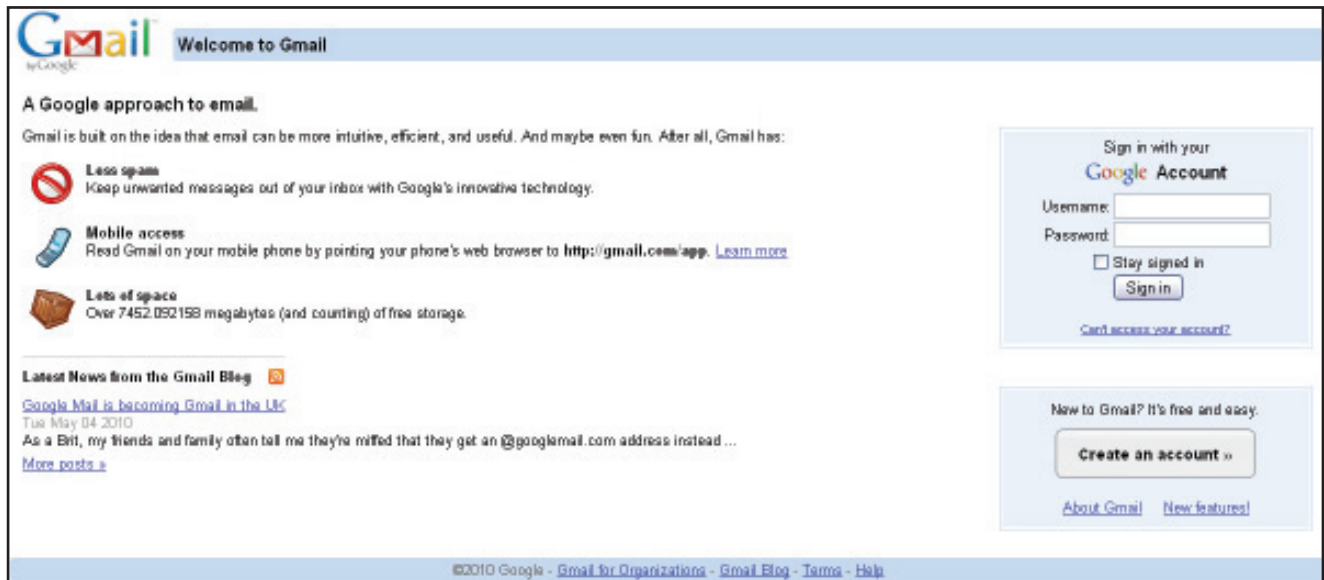 Gmail
by Google
Welcome to Gmail
A Google approach to email.
Gmail is built on the idea that email can be more intuitive, efficient, and useful. And maybe even fun. After all, Gmail has:
Less spam
Keep unwanted messages out of your inbox with Google's innovative technology.
Mobile access
Read Gmail on your mobile phone by pointing your phone's web browser to http://gmail.com/app. Learn more
Lots of space
Over 7452.092158 megabytes (and counting) of free storage.
Latest News from the Gmail Blog
Google Mail is becoming Gmail in the UK
Tue May 04 2010
As a Brit, my friends and family often tell me they're miffed that they get an @googlemail.com address instead ...
More posts »
Sign in with your
Google Account
Username:
Password:
Stay signed in
Sign in
Can't access your account?
New to Gmail? It's free and easy.
Create an account »
About Gmail New features!
©2010 Google - Gmail for Organizations - Gmail Blog - Terms - Help